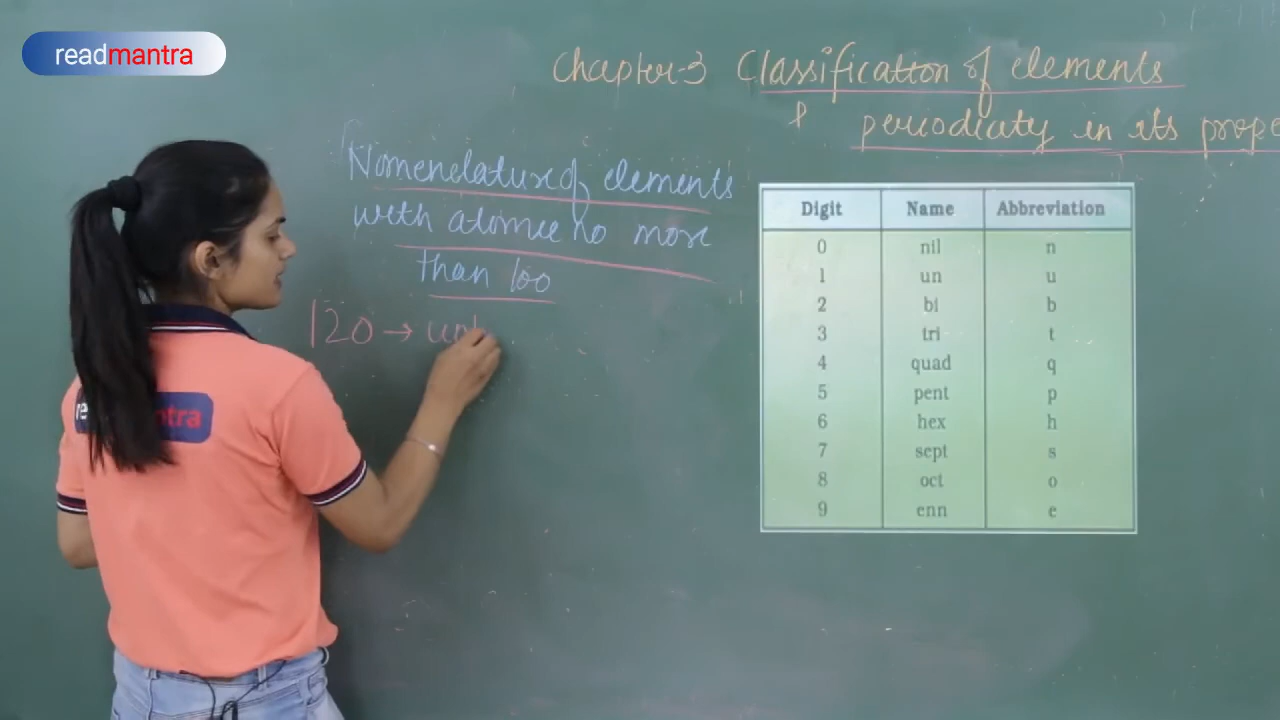 readmantra
Chapter-3 Classification of elements
& periodicity in its prope
Nomenclature of elements
with atomic no more
than 100
120 → unb
Digit Name Abbreviation
0 nil n
1 un u
2 bi b
3 tri t
4 quad q
5 pent p
6 hex h
7 sept s
8 oct o
9 enn e